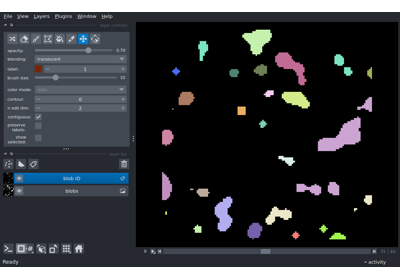 File View Layers Plugins Window Help
opacity: 0.70
blending: translucent
label: 1
brush size: 10
color mode:
contour: 0
n edit dim: 2
contiguous:
preserve labels:
show selected:
blob ID
blobs
Ready
activity